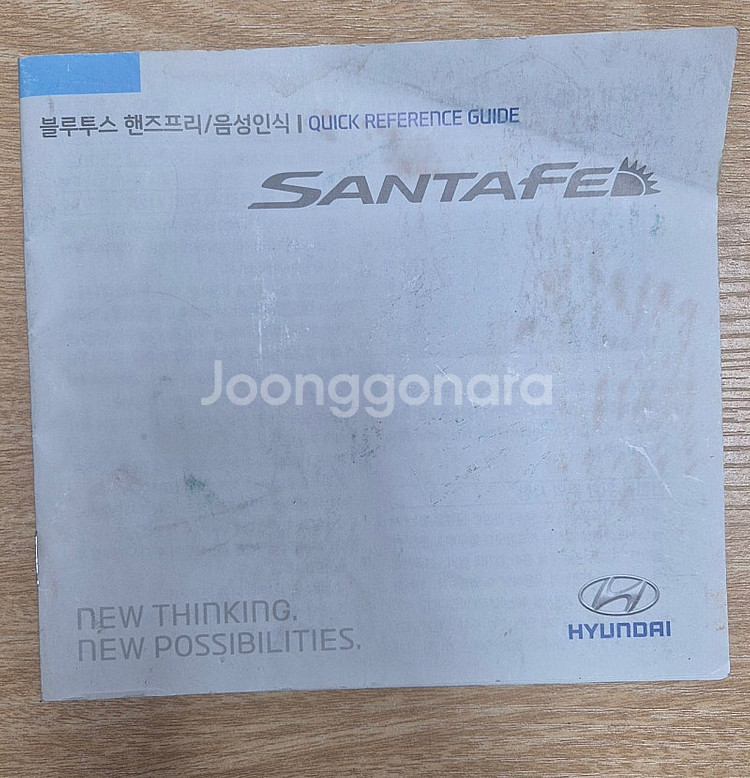 블루투스 핸즈프리/음성인식 | QUICK REFERENCE GUIDE
SANTAFE
Joonggonara
NEW THINKING.
NEW POSSIBILITIES.
HYUNDAI